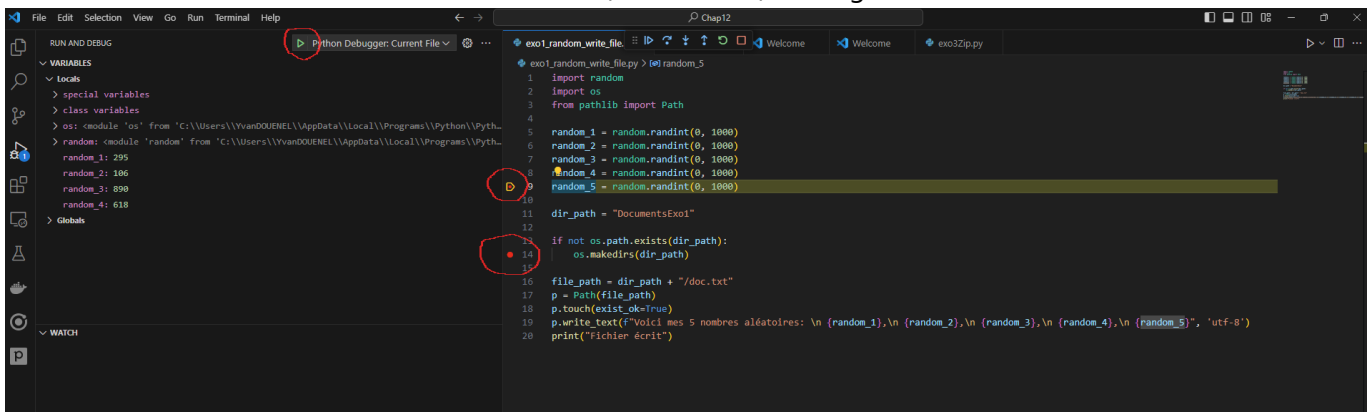 File Edit Selection View Go Run Terminal Help
Chap12
RUN AND DEBUG
Python Debugger: Current File
VARIABLES
Locals
special variables
class variables
os: <module 'os' from 'C:\\Users\\YvanDOUENEL\\AppData\\Local\\Programs\\Python\\Pyth…
random: <module 'random' from 'C:\\Users\\YvanDOUENEL\\AppData\\Local\\Programs\\Pyth…
random_1: 295
random_2: 106
random_3: 890
random_4: 618
Globals
WATCH
1
exo1_random_write_file.
Welcome
Welcome
exo3Zip.py
exo1_random_write_file.py > random_5
1 import random
2 import os
3 from pathlib import Path
4
5 random_1 = random.randint(0, 1000)
6 random_2 = random.randint(0, 1000)
7 random_3 = random.randint(0, 1000)
8 random_4 = random.randint(0, 1000)
9 random_5 = random.randint(0, 1000)
10
11 dir_path = "DocumentsExo1"
12
13 if not os.path.exists(dir_path):
14 os.makedirs(dir_path)
15
16 file_path = dir_path + "/doc.txt"
17 p = Path(file_path)
18 p.touch(exist_ok=True)
19 p.write_text(f"Voici mes 5 nombres aléatoires: \n {random_1},\n {random_2},\n {random_3},\n {random_4},\n {random_5}", 'utf-8')
20 print("Fichier écrit")